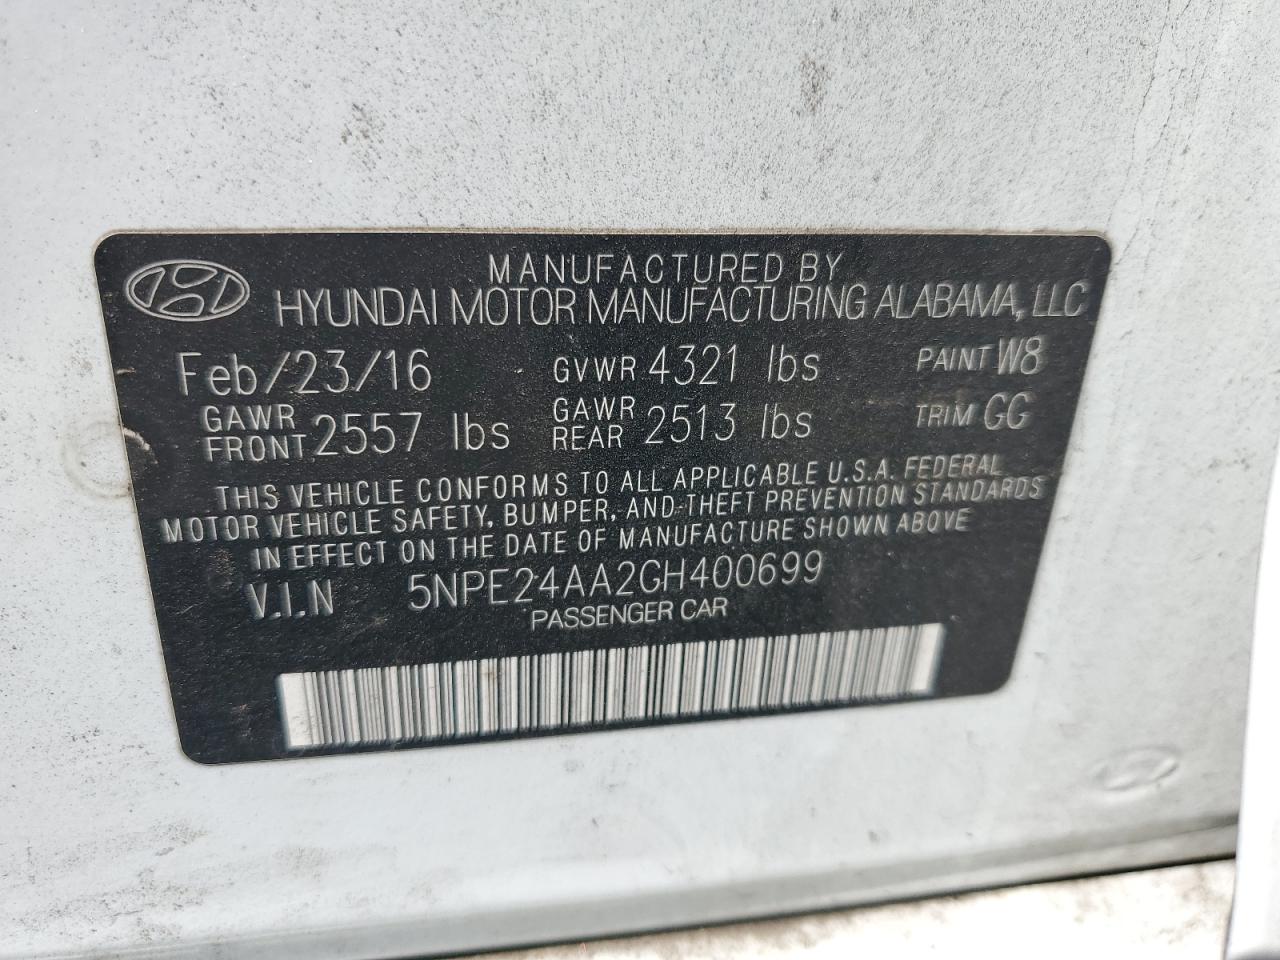 MANUFACTURED BY
HYUNDAI MOTOR MANUFACTURING ALABAMA, LLC
Feb/23/16 GVWR 4321 lbs PAINT W8
GAWR FRONT 2557 lbs GAWR REAR 2513 lbs TRIM GG
THIS VEHICLE CONFORMS TO ALL APPLICABLE U.S.A. FEDERAL
MOTOR VEHICLE SAFETY, BUMPER, AND THEFT PREVENTION STANDARDS
IN EFFECT ON THE DATE OF MANUFACTURE SHOWN ABOVE
V.I.N 5NPE24AA2GH400699
PASSENGER CAR